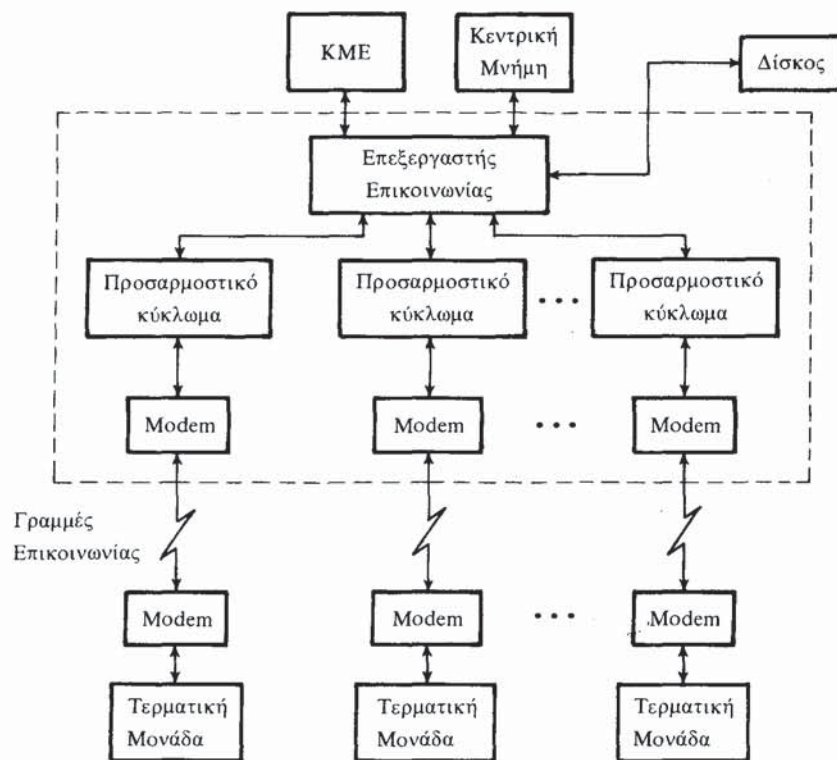 ΚΜΕ
Κεντρική
Μνήμη
Δίσκος
Επεξεργαστής
Επικοινωνίας
Προσαρμοστικό
κύκλωμα
Προσαρμοστικό
κύκλωμα
Προσαρμοστικό
κύκλωμα
Modem
Modem
Modem
Γραμμές
Επικοινωνίας
Modem
Modem
Modem
Τερματική
Μονάδα
Τερματική
Μονάδα
Τερματική
Μονάδα